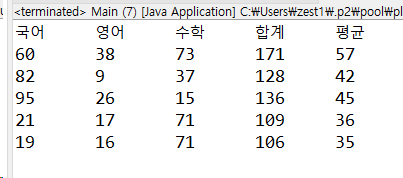 <terminated> Main (7) [Java Application] C:₩Users₩zest1₩.p2₩pool₩pl
국어 영어 수학 합계 평균
60 38 73 171 57
82 9 37 128 42
95 26 15 136 45
21 17 71 109 36
19 16 71 106 35